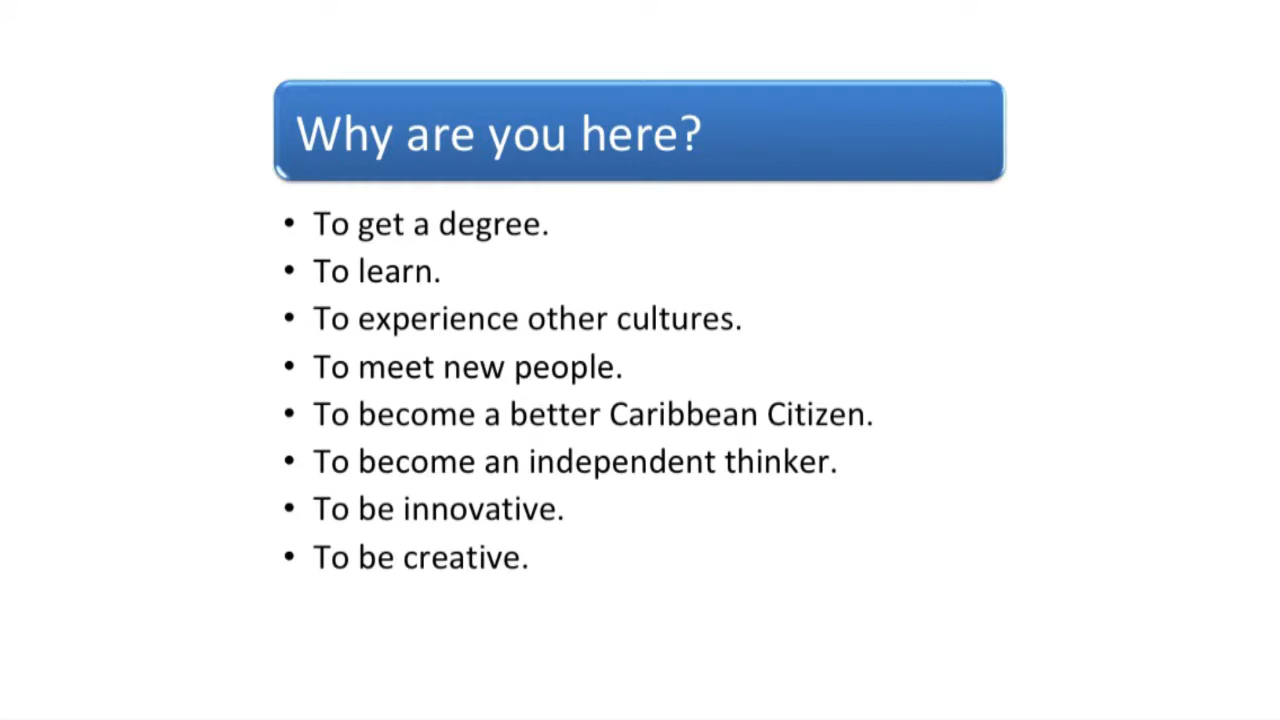 Why are you here?
• To get a degree.
• To learn.
• To experience other cultures.
• To meet new people.
• To become a better Caribbean Citizen.
• To become an independent thinker.
• To be innovative.
• To be creative.